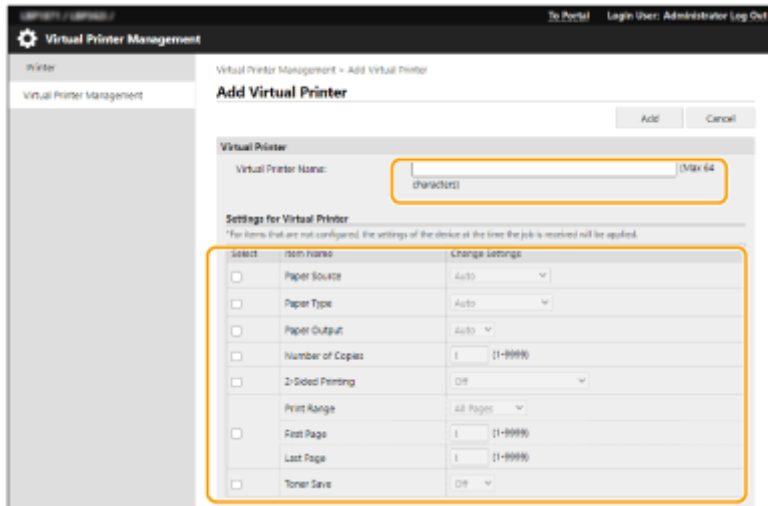 LBP1871 / LBP1862 /
To Portal Login User: Administrator Log Out
Virtual Printer Management
Printer
Virtual Printer Management > Add Virtual Printer
Virtual Printer Management
Add Virtual Printer
Add Cancel
Virtual Printer
Virtual Printer Name: (Max 64
characters)
Settings for Virtual Printer
*For items that are not configured, the settings of the device at the time the job is received will be applied.
Select Item Name Change Settings
Paper Source Auto
Paper Type Auto
Paper Output Auto
Number of Copies 1 (1-9999)
2-Sided Printing Off
Print Range All Pages
First Page 1 (1-9999)
Last Page 1 (1-9999)
Toner Save Off